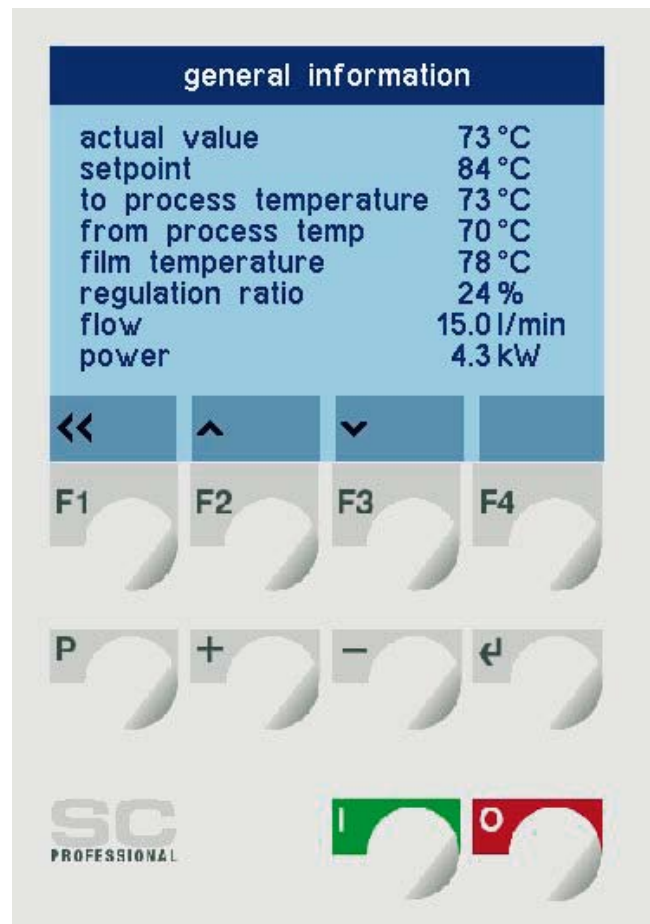 general information
actual value 73 °C
setpoint 84 °C
to process temperature 73 °C
from process temp 70 °C
film temperature 78 °C
regulation ratio 24 %
flow 15.0 l/min
power 4.3 kW
<< ^ v
F1 F2 F3 F4
P + − ↵
I O
SC
PROFESSIONAL